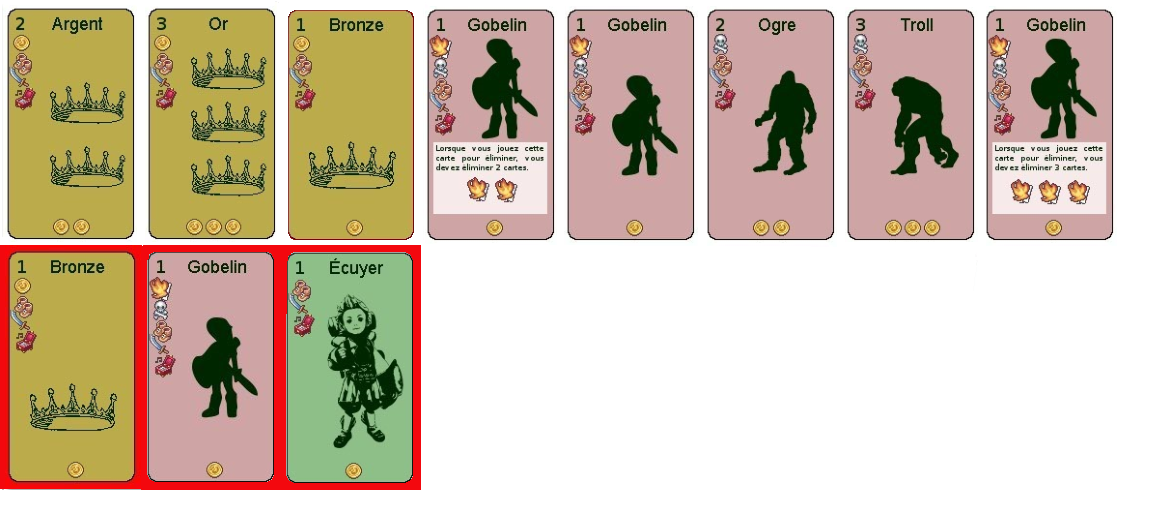 2 Argent
3 Or
1 Bronze
1 Gobelin
1 Gobelin
2 Ogre
3 Troll
1 Gobelin
Lorsque vous jouez cette
carte pour éliminer, vous
devez éliminer 2 cartes.
Lorsque vous jouez cette
carte pour éliminer, vous
devez éliminer 3 cartes.
1 Bronze
1 Gobelin
1 Écuyer